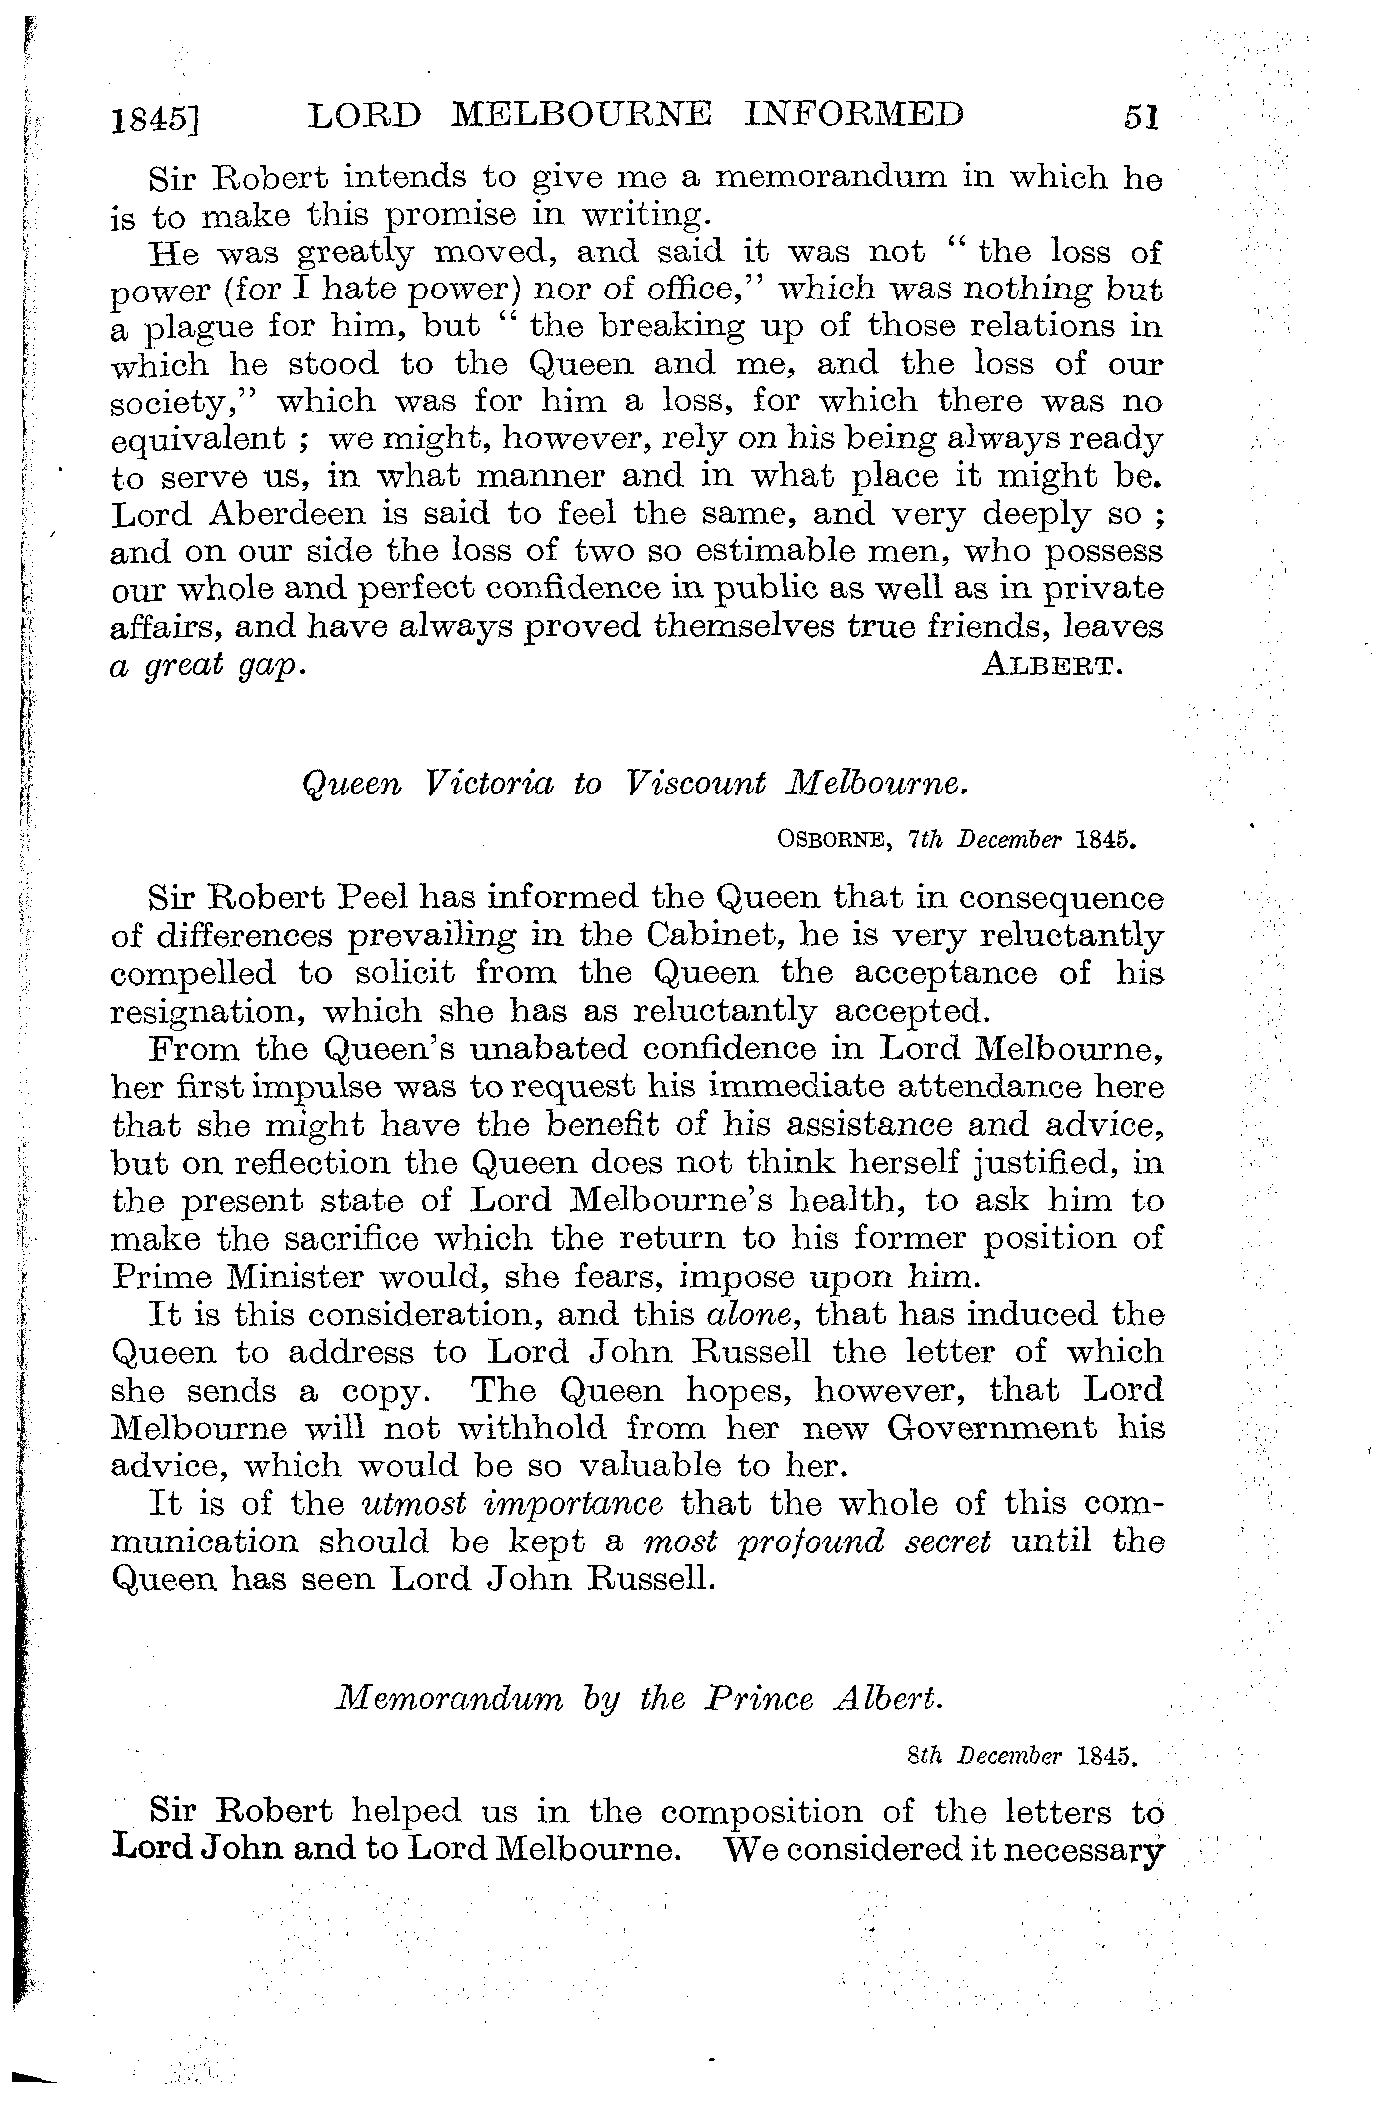 1845] LORD MELBOURNE INFORMED 51
Sir Robert intends to give me a memorandum in which he
is to make this promise in writing.
He was greatly moved, and said it was not “ the loss of
power (for I hate power) nor of office,” which was nothing but
a plague for him, but “ the breaking up of those relations in
which he stood to the Queen and me, and the loss of our
society,” which was for him a loss, for which there was no
equivalent ; we might, however, rely on his being always ready
to serve us, in what manner and in what place it might be.
Lord Aberdeen is said to feel the same, and very deeply so ;
and on our side the loss of two so estimable men, who possess
our whole and perfect confidence in public as well as in private
affairs, and have always proved themselves true friends, leaves
a great gap. ALBERT.
Queen Victoria to Viscount Melbourne.
OSBORNE, 7th December 1845.
Sir Robert Peel has informed the Queen that in consequence
of differences prevailing in the Cabinet, he is very reluctantly
compelled to solicit from the Queen the acceptance of his
resignation, which she has as reluctantly accepted.
From the Queen’s unabated confidence in Lord Melbourne,
her first impulse was to request his immediate attendance here
that she might have the benefit of his assistance and advice,
but on reflection the Queen does not think herself justified, in
the present state of Lord Melbourne’s health, to ask him to
make the sacrifice which the return to his former position of
Prime Minister would, she fears, impose upon him.
It is this consideration, and this alone, that has induced the
Queen to address to Lord John Russell the letter of which
she sends a copy. The Queen hopes, however, that Lord
Melbourne will not withhold from her new Government his
advice, which would be so valuable to her.
It is of the utmost importance that the whole of this com-
munication should be kept a most profound secret until the
Queen has seen Lord John Russell.
Memorandum by the Prince Albert.
8th December 1845.
Sir Robert helped us in the composition of the letters to
Lord John and to Lord Melbourne. We considered it necessary